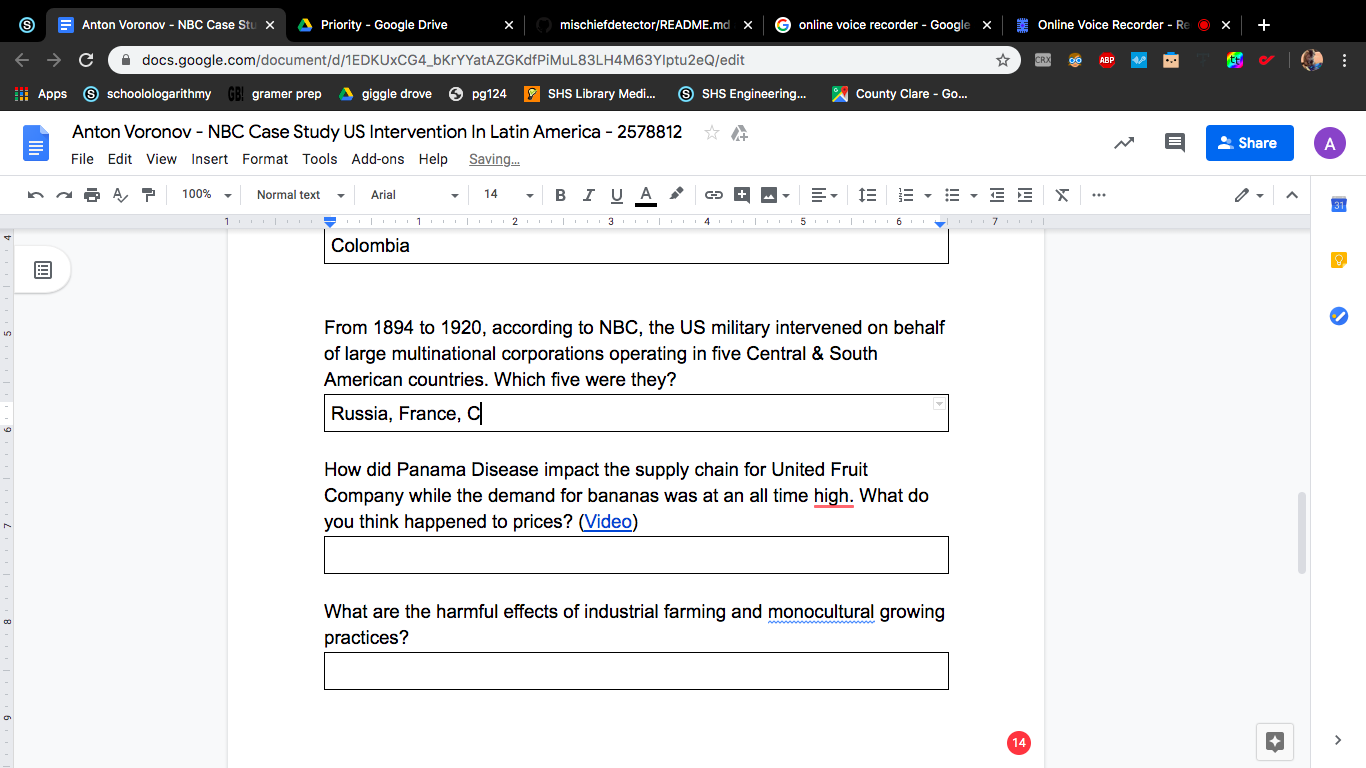 Anton Voronov - NBC Case Stu
Priority - Google Drive
mischiefdetector/README.md
online voice recorder - Google
Online Voice Recorder - Re
docs.google.com/document/d/1EDKUxCG4_bKrYYatAZGKdfPiMuL83LH4M63YIptu2eQ/edit
CRX
ABP
Apps
schoolologarithmy
GB!
gramer prep
giggle drove
pg124
SHS Library Medi...
SHS Engineering...
County Clare - Go...
Anton Voronov - NBC Case Study US Intervention In Latin America - 2578812
File Edit View Insert Format Tools Add-ons Help Saving...
Share
A
100% Normal text Arial 14 B I U A
31
1 1 2 3 4 5 6 7
4
5
6
7
8
9
Colombia
From 1894 to 1920, according to NBC, the US military intervened on behalf
of large multinational corporations operating in five Central & South
American countries. Which five were they?
Russia, France, C
How did Panama Disease impact the supply chain for United Fruit
Company while the demand for bananas was at an all time high. What do
you think happened to prices? (Video)
What are the harmful effects of industrial farming and monocultural growing
practices?
14